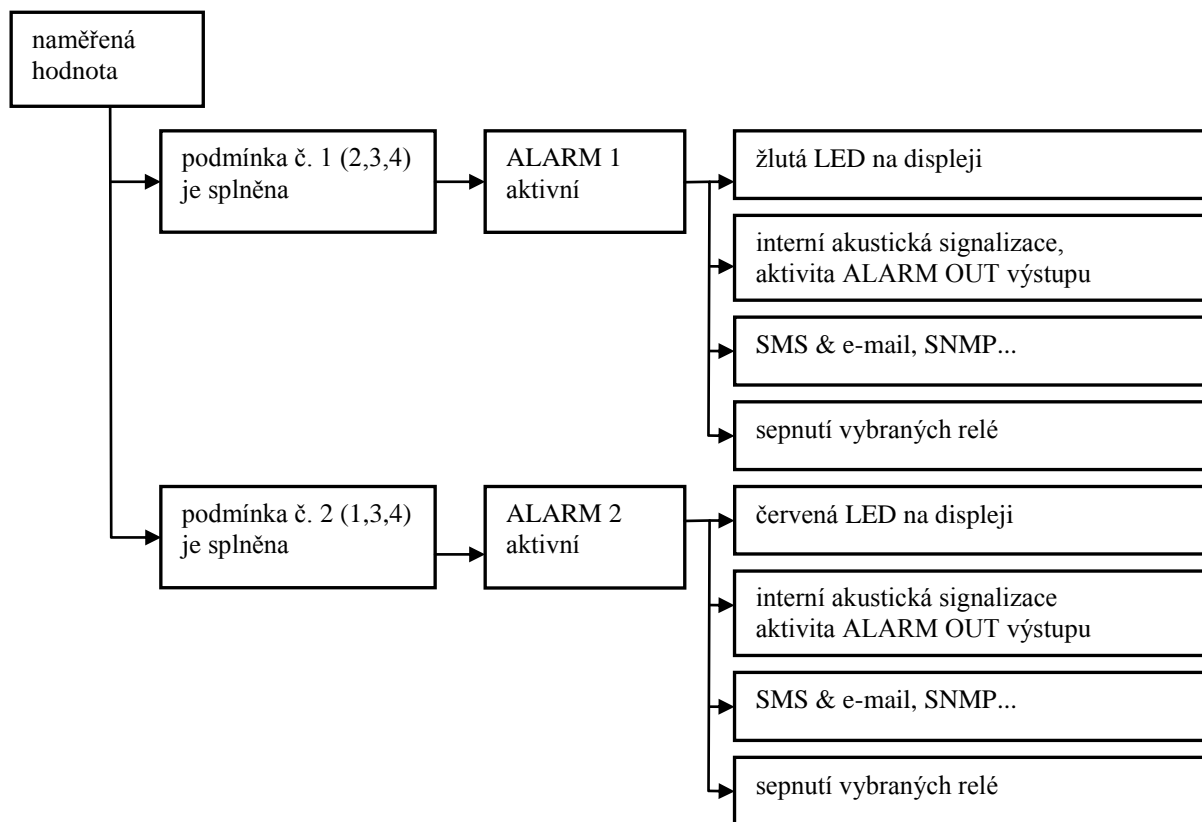 naměřená
hodnota
podmínka č. 1 (2,3,4)
je splněna
ALARM 1
aktivní
žlutá LED na displeji
interní akustická signalizace,
aktivita ALARM OUT výstupu
SMS & e-mail, SNMP...
sepnutí vybraných relé
podmínka č. 2 (1,3,4)
je splněna
ALARM 2
aktivní
červená LED na displeji
interní akustická signalizace
aktivita ALARM OUT výstupu
SMS & e-mail, SNMP...
sepnutí vybraných relé